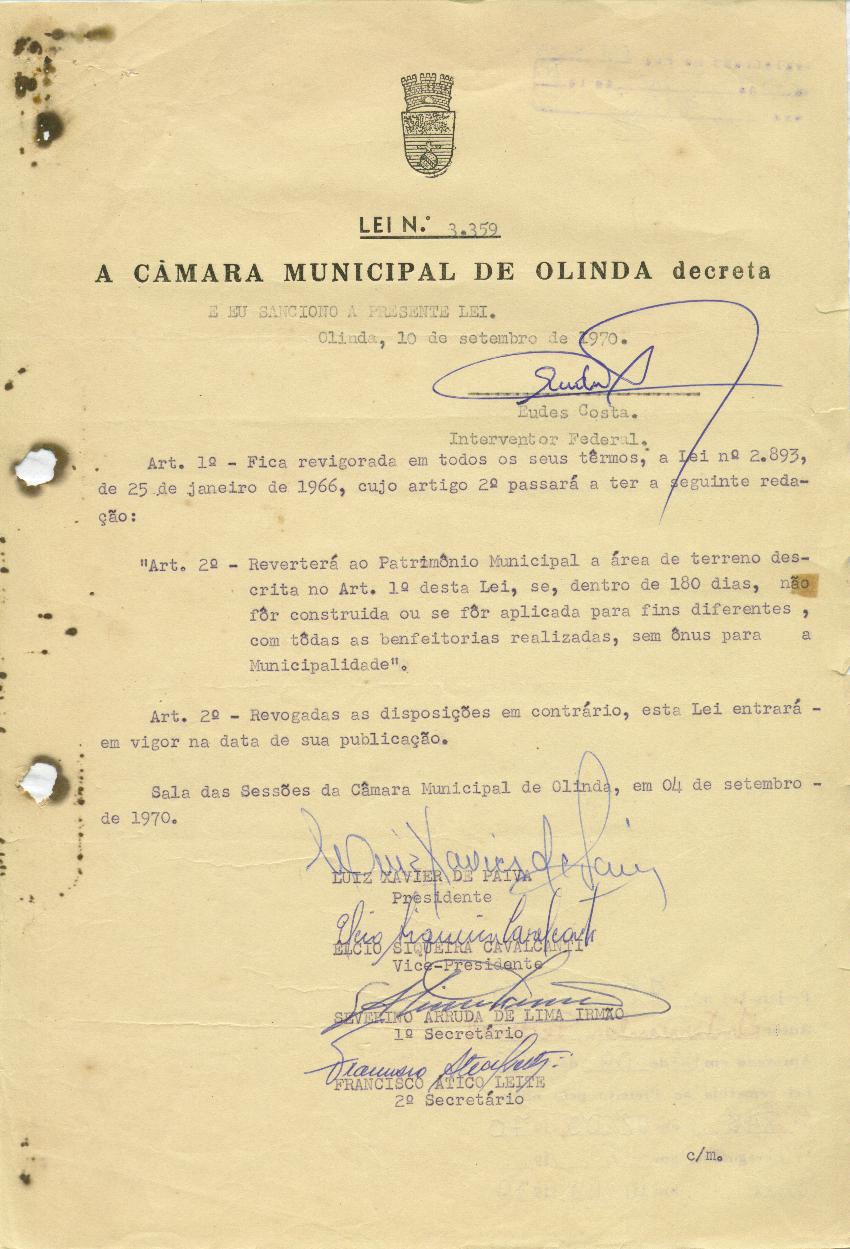 LEI N.º 3.359
A CÂMARA MUNICIPAL DE OLINDA decreta
E EU SANCIONO A PRESENTE LEI.
Olinda, 10 de setembro de 1970.
Eudes Costa.
Interventor Federal.
Art. 1º - Fica revigorada em todos os seus têrmos, a Lei nº 2.893,
de 25 de janeiro de 1966, cujo artigo 2º passará a ter a seguinte reda-
ção:
"Art. 2º - Reverterá ao Patrimônio Municipal a área de terreno des-
crita no Art. 1º desta Lei, se, dentro de 180 dias, não
fôr construida ou se fôr aplicada para fins diferentes ,
com tôdas as benfeitorias realizadas, sem ônus para a
Municipalidade".
Art. 2º - Revogadas as disposições em contrário, esta Lei entrará -
em vigor na data de sua publicação.
Sala das Sessões da Câmara Municipal de Olinda, em 04 de setembro -
de 1970.
LUIZ XAVIER DE PAIVA
Presidente
ELCIO SIQUEIRA CAVALCANTI
Vice-Presidente
SEVERINO ARRUDA DE LIMA IRMÃO
1º Secretário
FRANCISCO ATICO LEITE
2º Secretário
c/m.